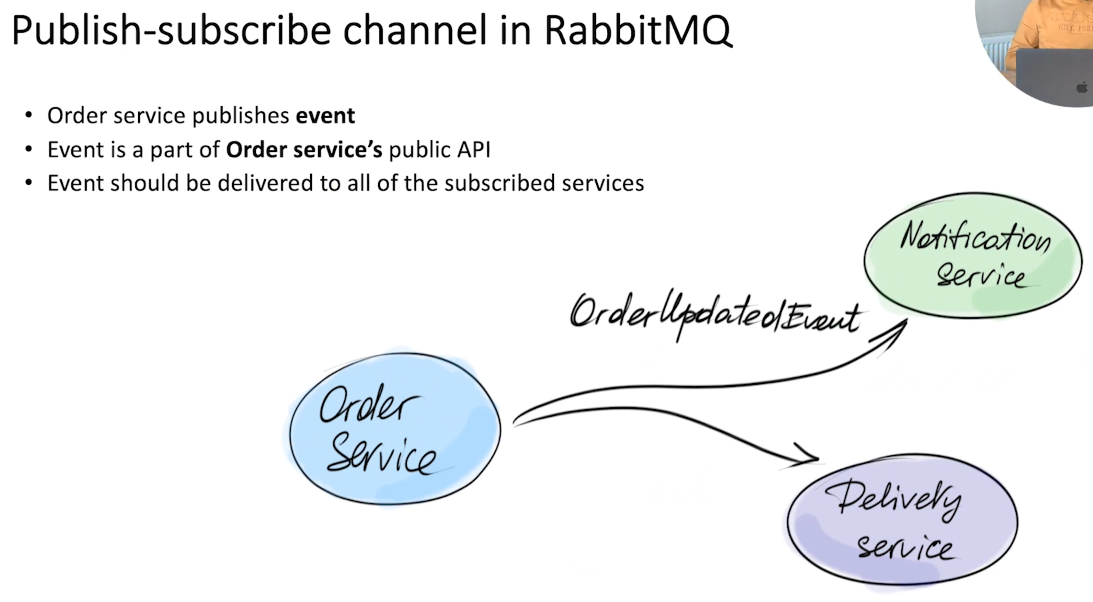 Publish-subscribe channel in RabbitMQ
• Order service publishes event
• Event is a part of Order service's public API
• Event should be delivered to all of the subscribed services
Notification
Service
OrderUpdatedEvent
Order
Service
Delivery
service